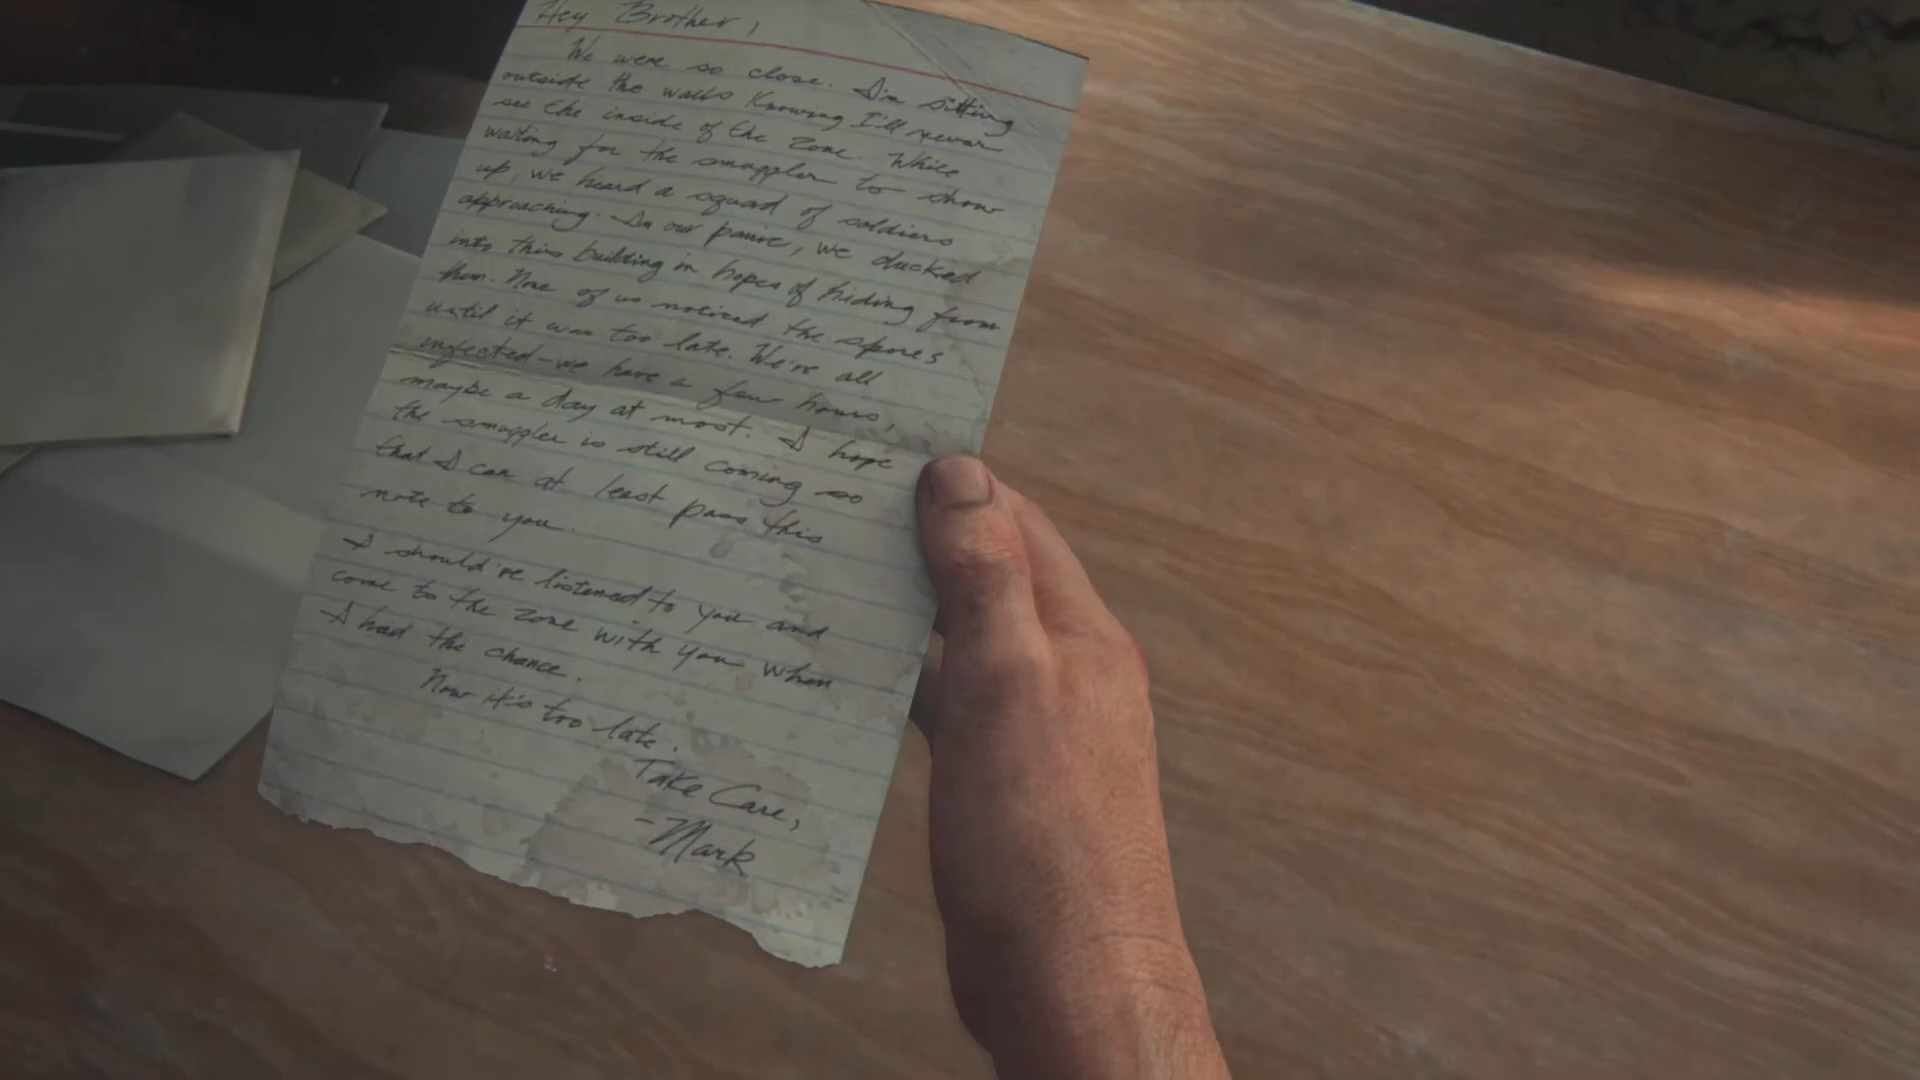 Hey Brother,
We were so close. I'm sitting
outside the walls knowing I'll never
see the inside of the zone. While
waiting for the smuggler to show
up, we heard a squad of soldiers
approaching. In our panic, we ducked
into this building in hopes of hiding from
them. None of us noticed the spores
until it was too late. We're all
infected-we have a few hours,
maybe a day at most. I hope
the smuggler is still coming so
that I can at least pass this
note to you.
I should've listened to you and
come to the zone with you when
I had the chance.
Now it's too late.
Take Care,
-Mark